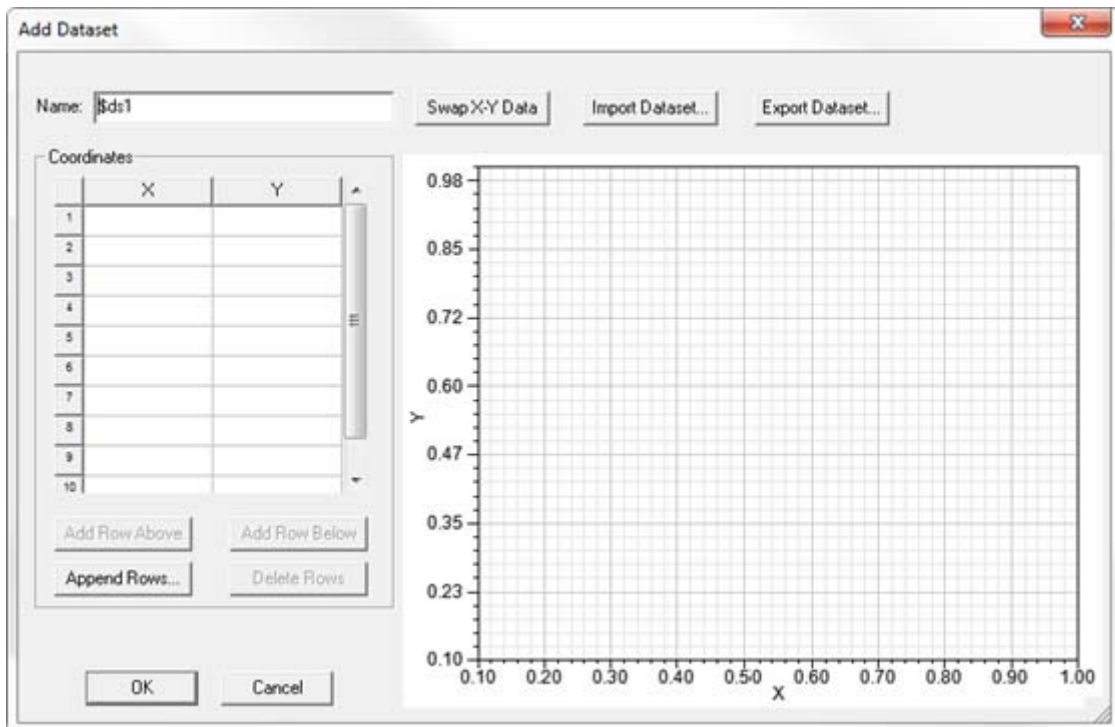 Add Dataset
Name: $ds1
Swap X-Y Data
Import Dataset...
Export Dataset...
Coordinates
X Y
1
2
3
4
5
6
7
8
9
10
Add Row Above
Add Row Below
Append Rows...
Delete Rows
OK
Cancel
0.98
0.85
0.72
0.60
0.47
0.35
0.23
0.10
Y
0.10 0.20 0.30 0.40 0.50 0.60 0.70 0.80 0.90 1.00
X